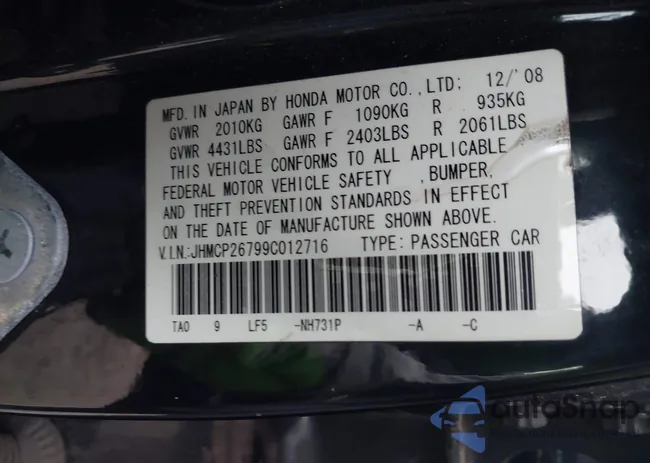 MFD. IN JAPAN BY HONDA MOTOR CO., LTD: 12/'08
GVWR 2010KG GAWR F 1090KG R 935KG
GVWR 4431LBS GAWR F 2403LBS R 2061LBS
THIS VEHICLE CONFORMS TO ALL APPLICABLE
FEDERAL MOTOR VEHICLE SAFETY ,BUMPER,
AND THEFT PREVENTION STANDARDS IN EFFECT
ON THE DATE OF MANUFACTURE SHOWN ABOVE.
V.I.N.:JHMCP26799C012716 TYPE: PASSENGER CAR
TA0 9 LF5 -NH731P -A -C
autoSnap